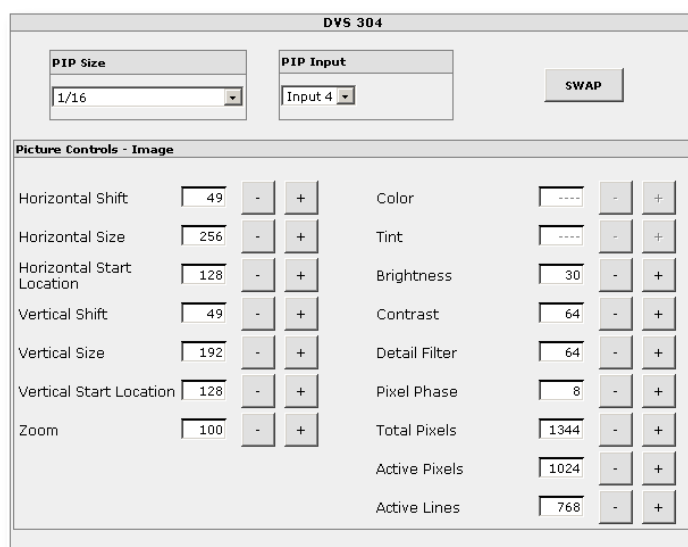 DVS 304
PIP Size
PIP Input
1/16
Input 4
SWAP
Picture Controls - Image
Horizontal Shift 49 - +
Color ---- - +
Horizontal Size 256 - +
Tint ---- - +
Horizontal Start
Location 128 - +
Brightness 30 - +
Vertical Shift 49 - +
Contrast 64 - +
Vertical Size 192 - +
Detail Filter 64 - +
Vertical Start Location 128 - +
Pixel Phase 8 - +
Zoom 100 - +
Total Pixels 1344 - +
Active Pixels 1024 - +
Active Lines 768 - +